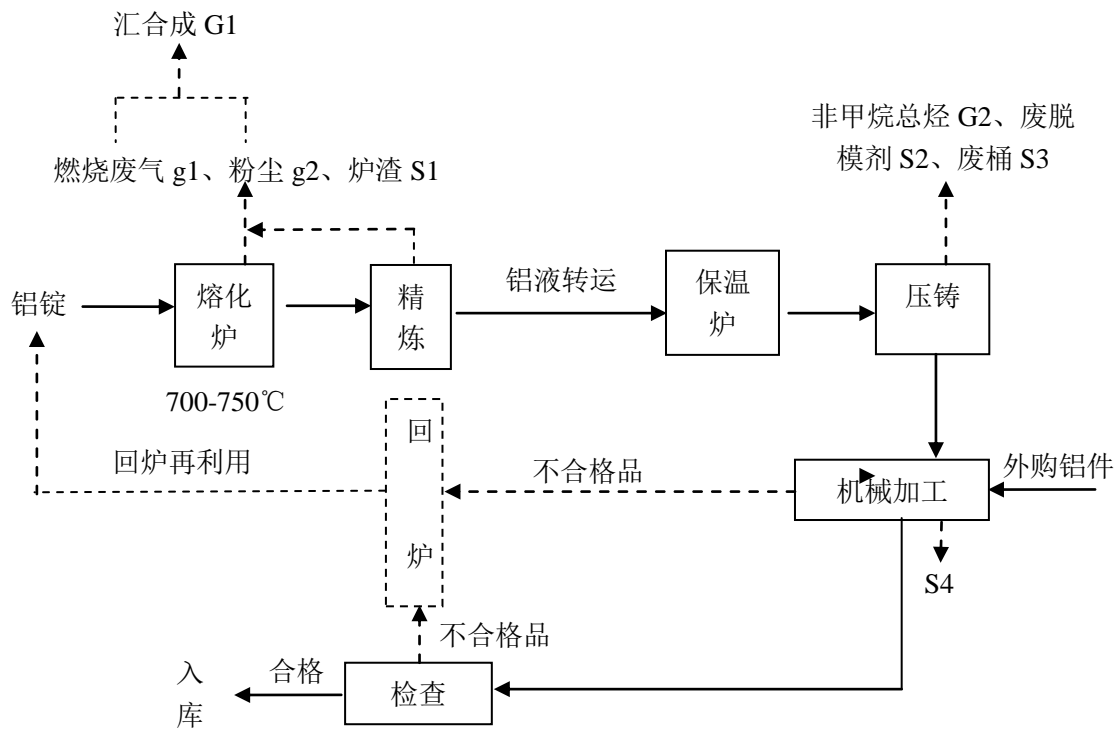 汇合成 G1
非甲烷总烃 G2、废脱
模剂 S2、废桶 S3
燃烧废气 g1、粉尘 g2、炉渣 S1
铝锭
熔化
炉
精
炼
铝液转运
保温
炉
压铸
700-750℃
回
炉
回炉再利用
不合格品
机械加工
外购铝件
S4
不合格品
入
库
合格
检查